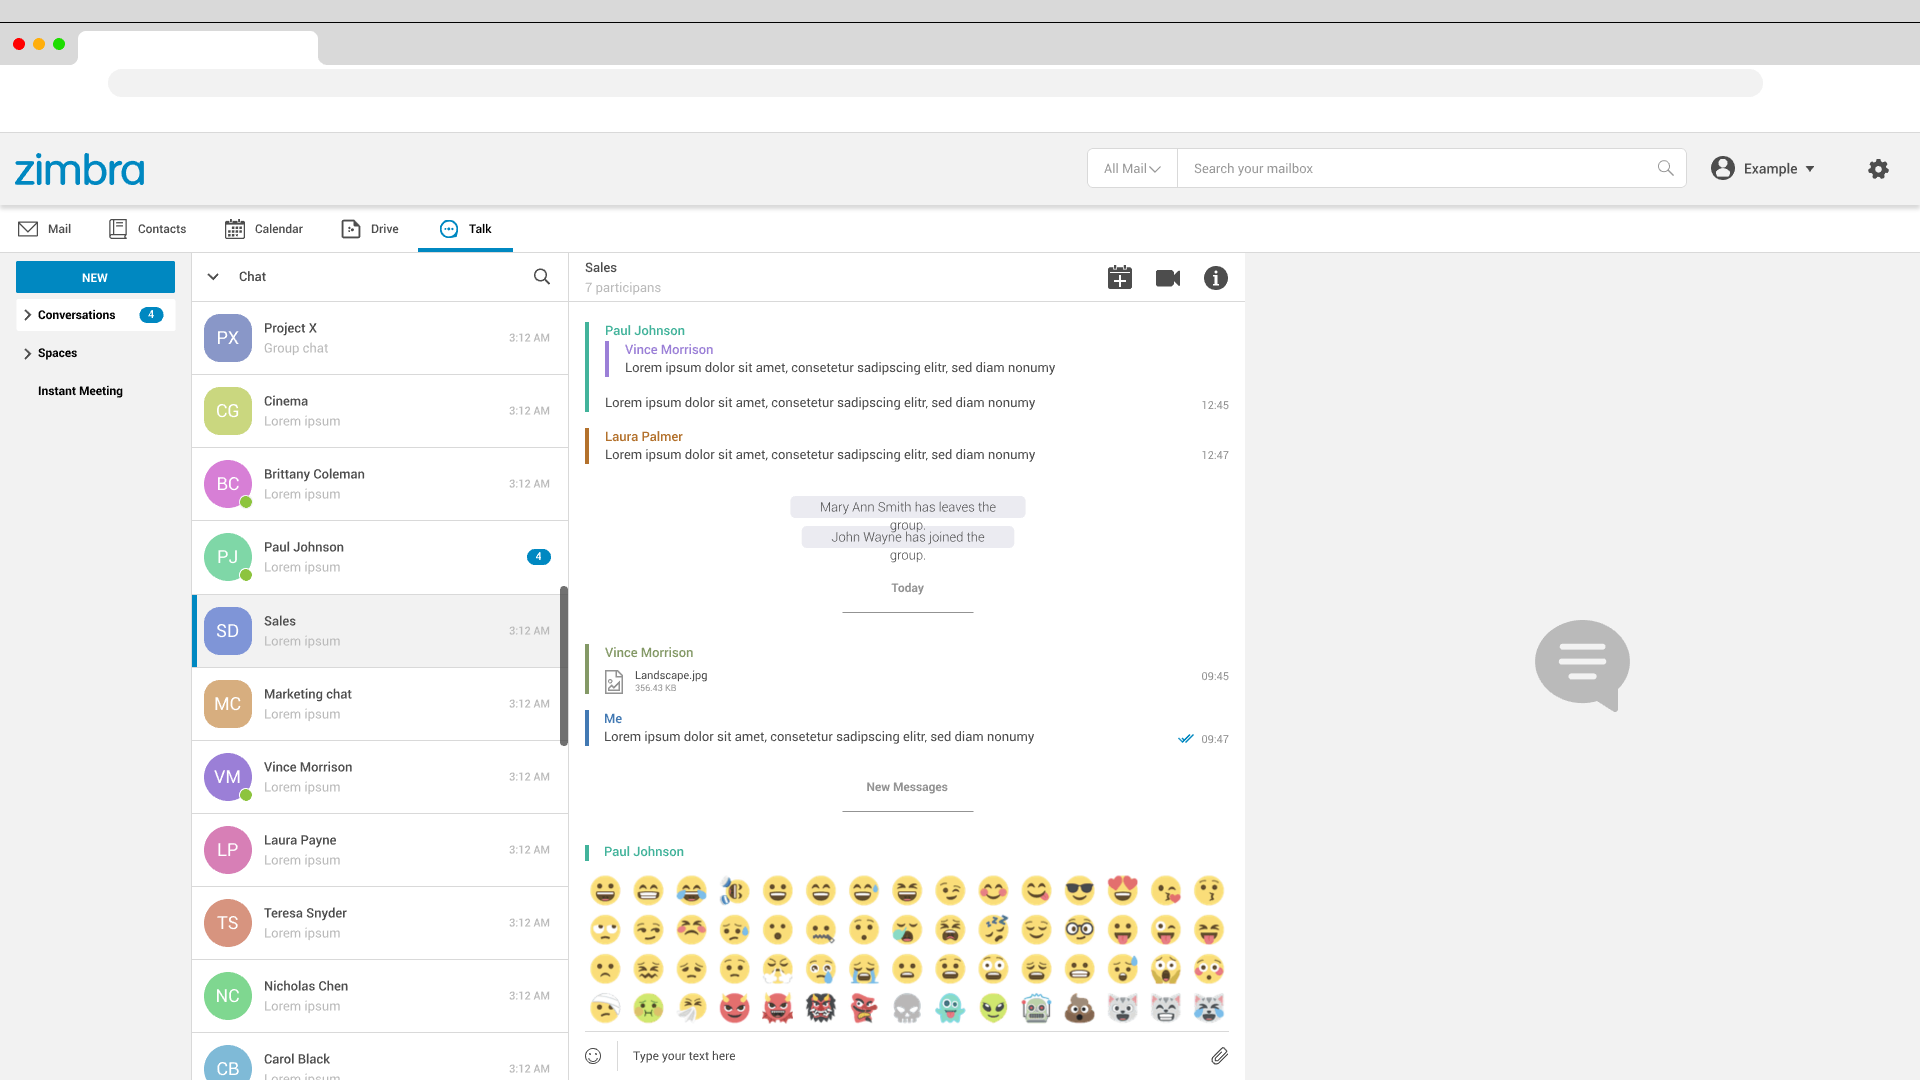 zimbra
All Mail
Search your mailbox
Example
Mail
Contacts
Calendar
Drive
Talk
NEW
Conversations
4
Spaces
Instant Meeting
Chat
PX
Project X
Group chat
3:12 AM
CG
Cinema
Lorem ipsum
3:12 AM
BC
Brittany Coleman
Lorem ipsum
3:12 AM
PJ
Paul Johnson
Lorem ipsum
4
SD
Sales
Lorem ipsum
3:12 AM
MC
Marketing chat
Lorem ipsum
3:12 AM
VM
Vince Morrison
Lorem ipsum
3:12 AM
LP
Laura Payne
Lorem ipsum
3:12 AM
TS
Teresa Snyder
Lorem ipsum
3:12 AM
NC
Nicholas Chen
Lorem ipsum
3:12 AM
CB
Carol Black
Lorem ipsum
3:12 AM
Sales
7 participans
Paul Johnson
Vince Morrison
Lorem ipsum dolor sit amet, consetetur sadipscing elitr, sed diam nonumy
Lorem ipsum dolor sit amet, consetetur sadipscing elitr, sed diam nonumy
12:45
Laura Palmer
Lorem ipsum dolor sit amet, consetetur sadipscing elitr, sed diam nonumy
12:47
Mary Ann Smith has leaves the
group.
John Wayne has joined the
group.
Today
Vince Morrison
Landscape.jpg
356.43 KB
09:45
Me
Lorem ipsum dolor sit amet, consetetur sadipscing elitr, sed diam nonumy
09:47
New Messages
Paul Johnson
Type your text here